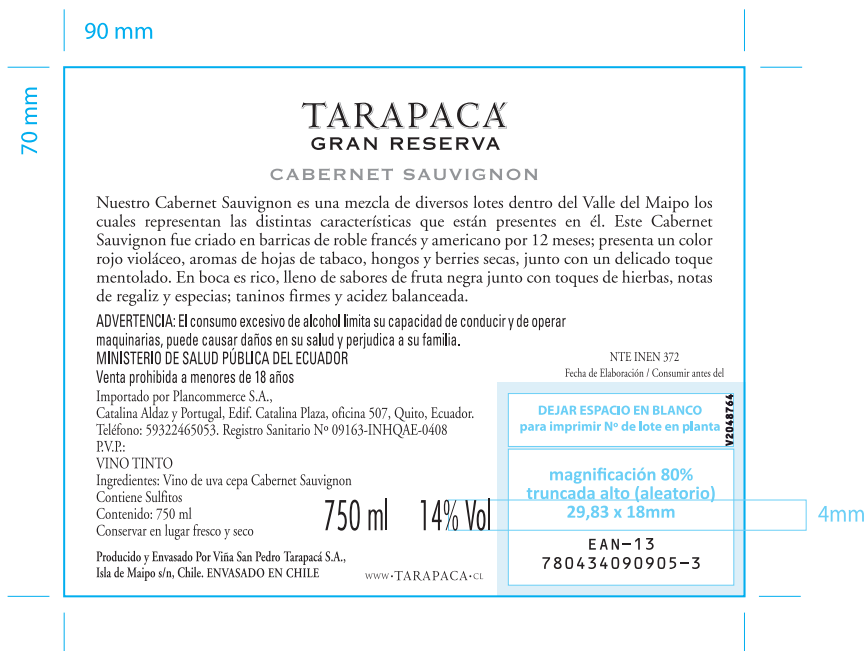 90 mm
70 mm
TARAPACÁ
GRAN RESERVA
CABERNET SAUVIGNON
Nuestro Cabernet Sauvignon es una mezcla de diversos lotes dentro del Valle del Maipo los
cuales representan las distintas características que están presentes en él. Este Cabernet
Sauvignon fue criado en barricas de roble francés y americano por 12 meses; presenta un color
rojo violáceo, aromas de hojas de tabaco, hongos y berries secas, junto con un delicado toque
mentolado. En boca es rico, lleno de sabores de fruta negra junto con toques de hierbas, notas
de regaliz y especias; taninos firmes y acidez balanceada.
ADVERTENCIA: El consumo excesivo de alcohol limita su capacidad de conducir y de operar
maquinarias, puede causar daños en su salud y perjudica a su familia.
MINISTERIO DE SALUD PÚBLICA DEL ECUADOR
Venta prohibida a menores de 18 años
Importado por Plancommerce S.A.,
Catalina Aldaz y Portugal, Edif. Catalina Plaza, oficina 507, Quito, Ecuador.
Teléfono: 59322465053. Registro Sanitario Nº 09163-INHQAE-0408
P.V.P.:
VINO TINTO
Ingredientes: Vino de uva cepa Cabernet Sauvignon
Contiene Sulfitos
Contenido: 750 ml
Conservar en lugar fresco y seco
Producido y Envasado Por Viña San Pedro Tarapacá S.A.,
Isla de Maipo s/n, Chile. ENVASADO EN CHILE
750 ml 14% Vol
WWW•TARAPACA•CL
NTE INEN 372
Fecha de Elaboración / Consumir antes del
DEJAR ESPACIO EN BLANCO
para imprimir Nº de lote en planta
V2048764
magnificación 80%
truncada alto (aleatorio)
29,83 x 18mm
4mm
EAN-13
780434090905-3